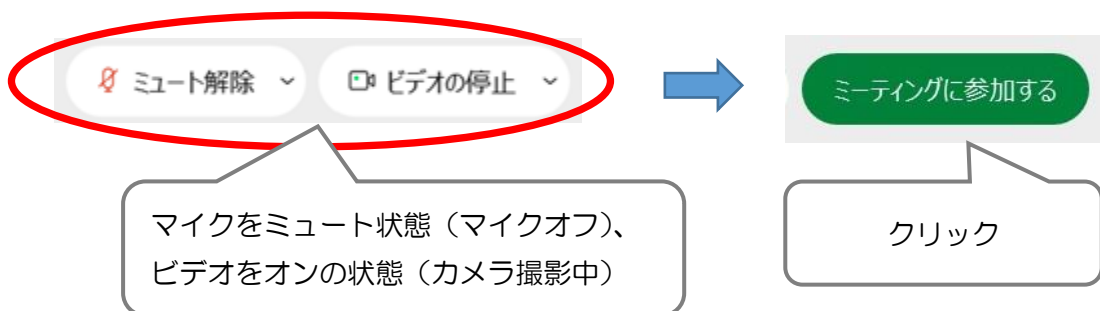 ミュート解除
ビデオの停止
ミーティングに参加する
マイクをミュート状態（マイクオフ）、
ビデオをオンの状態（カメラ撮影中）
クリック